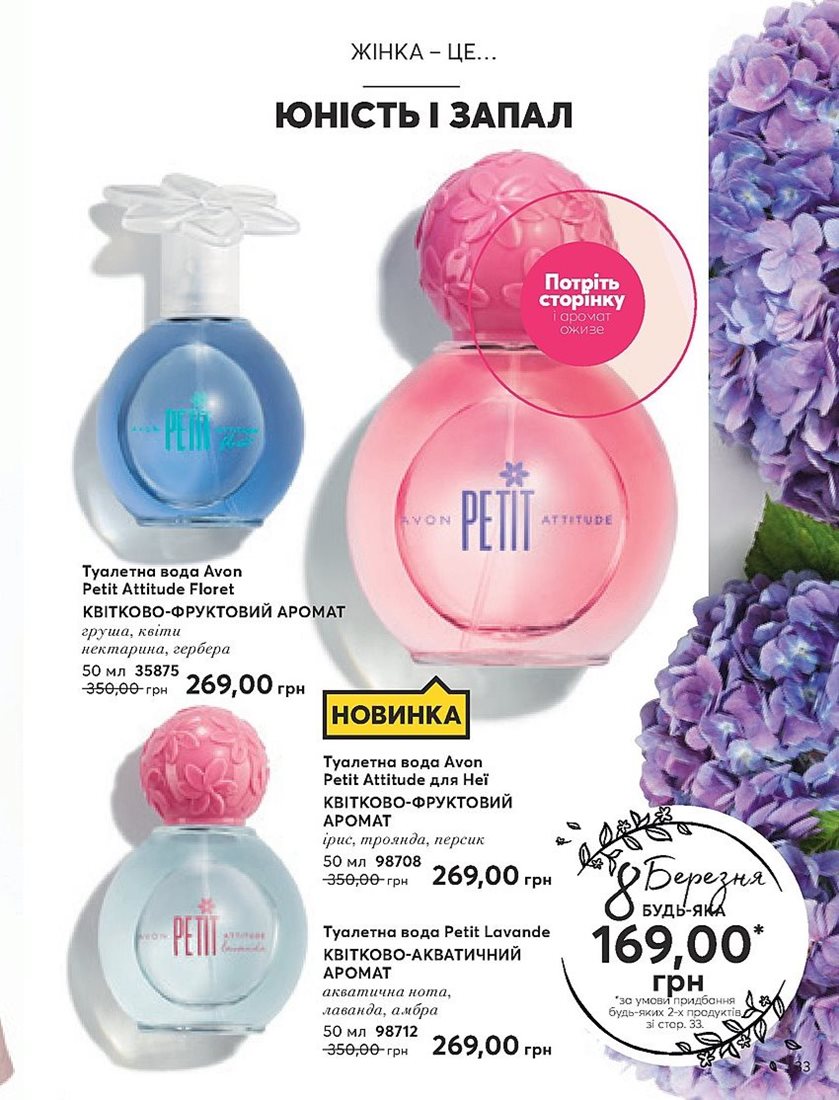 ЖІНКА – ЦЕ...
ЮНІСТЬ І ЗАПАЛ
Потріть
сторінку
і аромат
оживе
AVON PETIT ATTITUDE
PETIT
Туалетна вода Avon
Petit Attitude Floret
КВІТКОВО-ФРУКТОВИЙ АРОМАТ
груша, квіти
нектарина, гербера
50 мл 35875
350,00 грн 269,00 грн
НОВИНКА
Туалетна вода Avon
Petit Attitude для Неї
КВІТКОВО-ФРУКТОВИЙ
АРОМАТ
ірис, троянда, персик
50 мл 98708
350,00 грн 269,00 грн
AVON PETIT ATTITUDE
Lavande
Туалетна вода Petit Lavande
КВІТКОВО-АКВАТИЧНИЙ
АРОМАТ
акватична нота,
лаванда, амбра
50 мл 98712
350,00 грн 269,00 грн
8 Березня
БУДЬ-ЯКА
169,00*
грн
*за умови придбання
будь-яких 2-х продуктів
зі стор. 33.
33